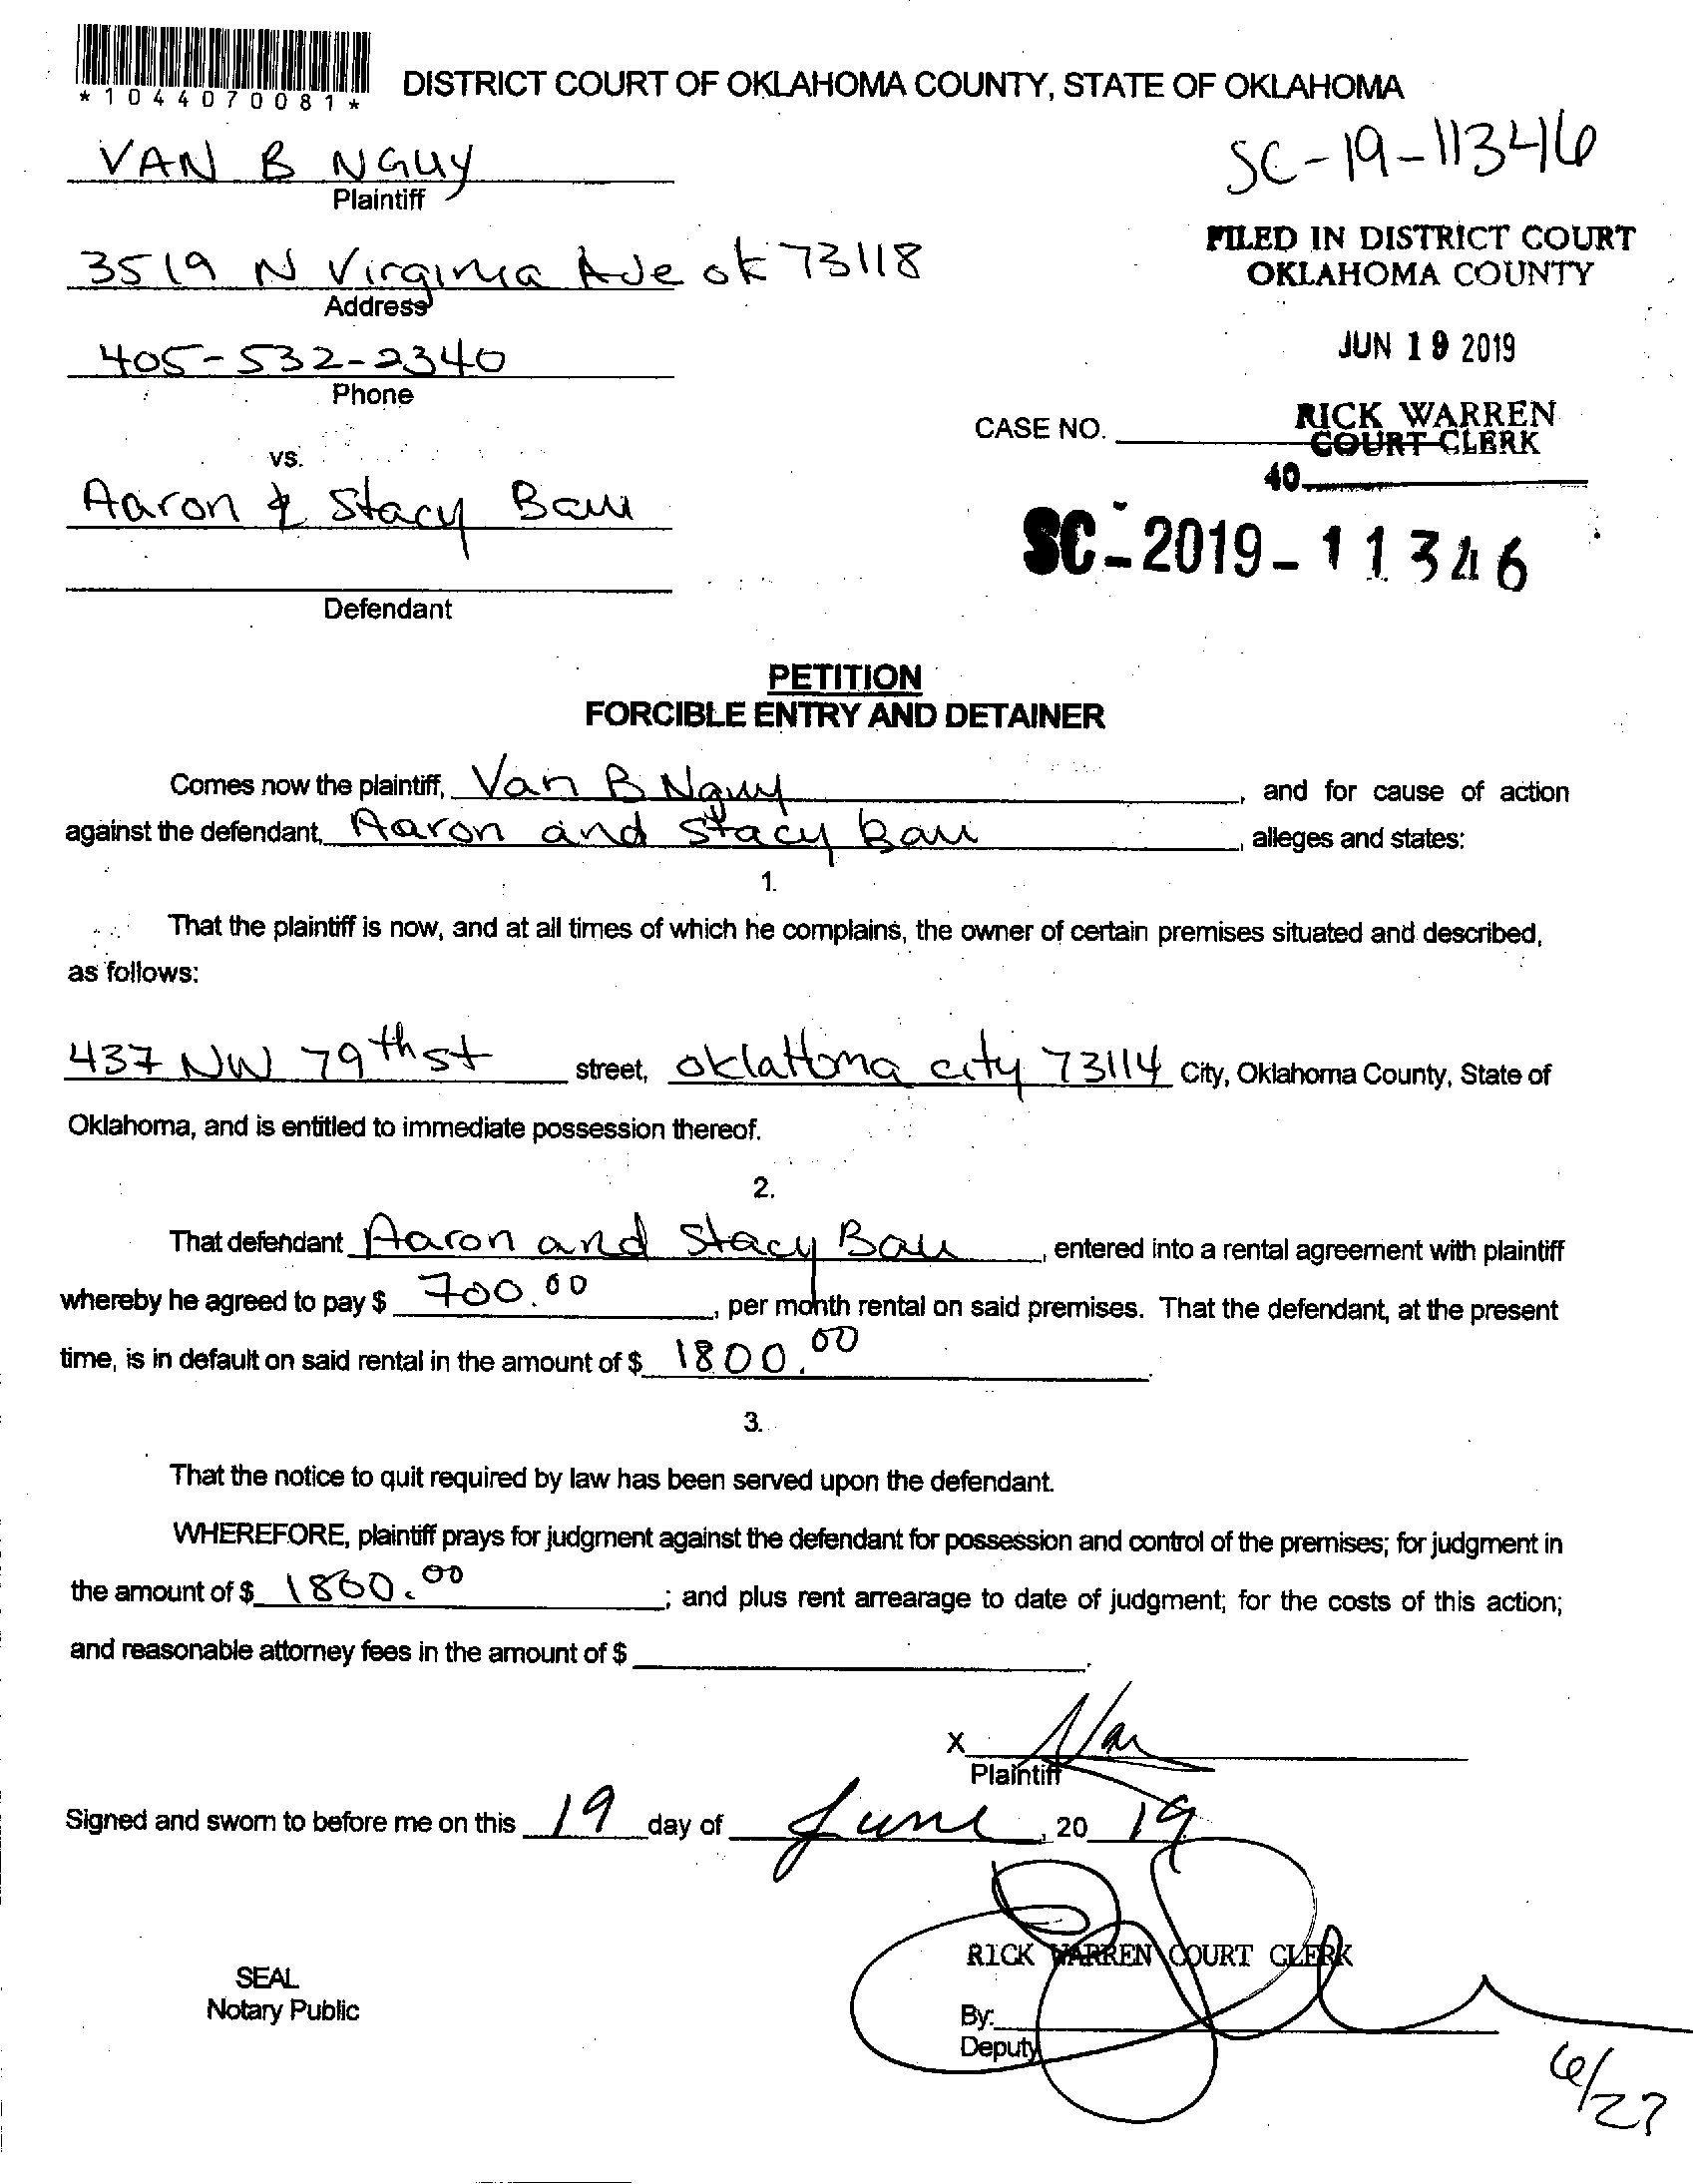 *1044070081*
DISTRICT COURT OF OKLAHOMA COUNTY, STATE OF OKLAHOMA
VAN B NGUY
Plaintiff
SC-19-11346
3519 N Virginia Ave ok 73118
Address
FILED IN DISTRICT COURT
OKLAHOMA COUNTY
405-532-2340
Phone
JUN 19 2019
RICK WARREN
COURT CLERK
CASE NO.
40
vs.
Aaron & Stacy
SC-2019-11346
Defendant
PETITION
FORCIBLE ENTRY AND DETAINER
Comes now the plaintiff, Van B Nguy, and for cause of action
against the defendant, Aaron and Stacy, alleges and states:
1.
That the plaintiff is now, and at all times of which he complains, the owner of certain premises situated and described,
as follows:
437 NW 79th st street, oklaHoma city 73114 City, Oklahoma County, State of
Oklahoma, and is entitled to immediate possession thereof.
2.
That defendant Aaron and Stacy, entered into a rental agreement with plaintiff
whereby he agreed to pay $ 700.00, per month rental on said premises. That the defendant, at the present
time, is in default on said rental in the amount of $ 1800.00.
3.
That the notice to quit required by law has been served upon the defendant.
WHEREFORE, plaintiff prays for judgment against the defendant for possession and control of the premises; for judgment in
the amount of $ 1800.00; and plus rent arrearage to date of judgment; for the costs of this action;
and reasonable attorney fees in the amount of $ .
X Van
Plaintiff
Signed and sworn to before me on this 19 day of June, 20 19
RICK WARREN COURT CLERK
SEAL
Notary Public
By:
Deputy
6/27